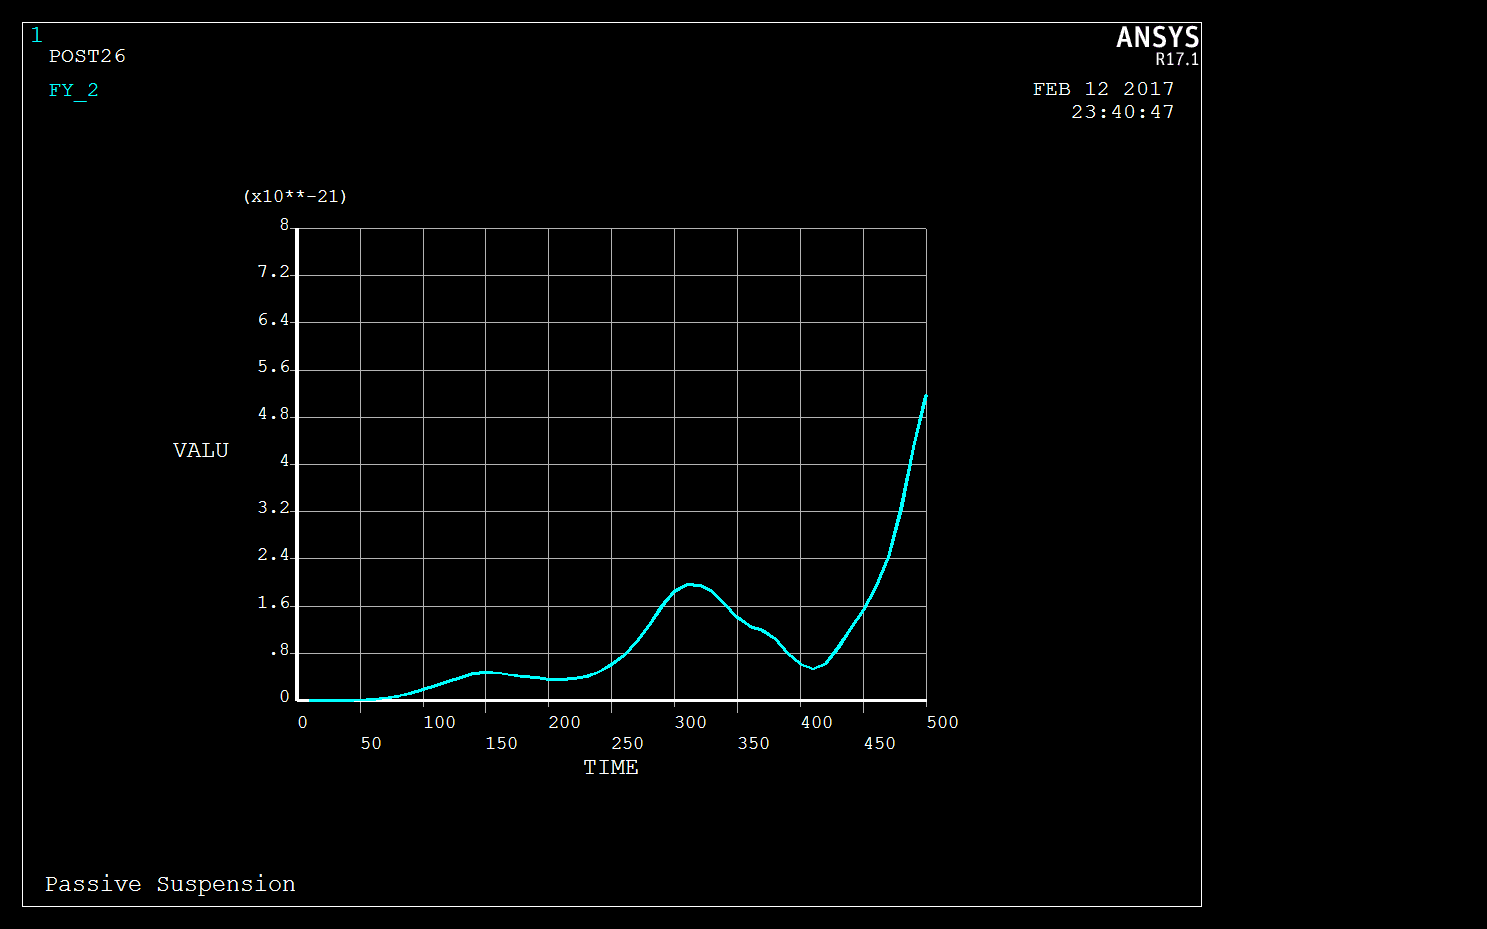 1
POST26
FY_2
ANSYS
R17.1
FEB 12 2017
23:40:47
(x10**-21)
8
7.2
6.4
5.6
4.8
4
3.2
2.4
1.6
.8
0
VALU
0 100 200 300 400 500
50 150 250 350 450
TIME
Passive Suspension